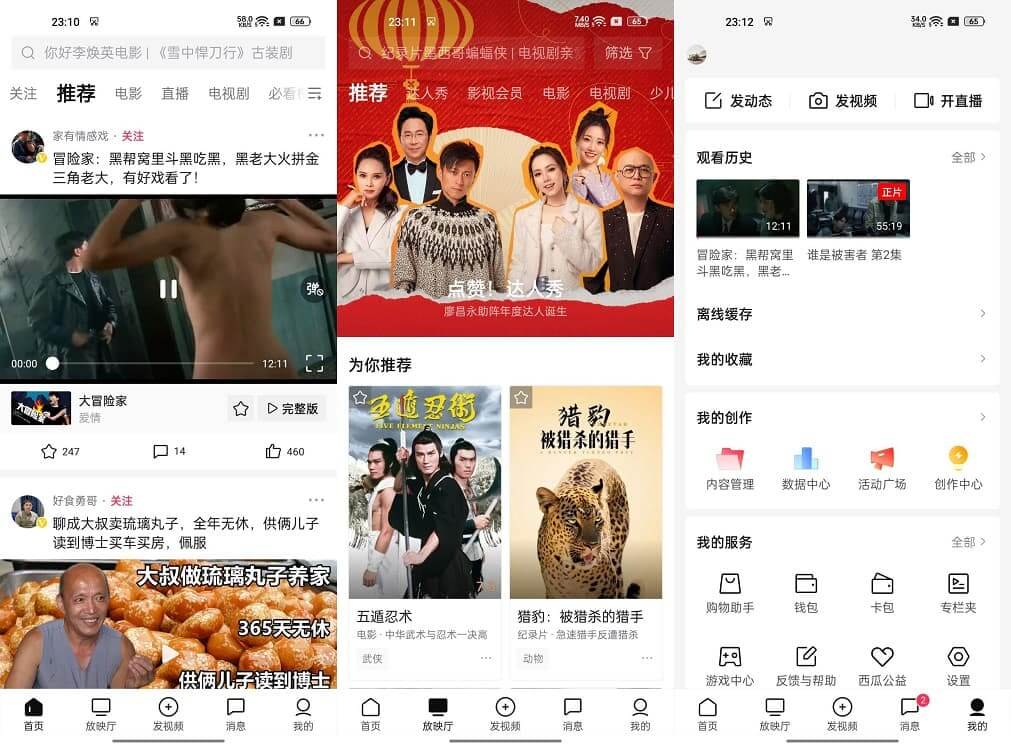 23:10
58.0 KB/S
66
你好李焕英电影 | 《雪中悍刀行》古装剧
关注 推荐 电影 直播 电视剧 必看榜
家有情感戏 · 关注
冒险家：黑帮窝里斗黑吃黑，黑老大火拼金
三角老大，有好戏看了！
弹
00:00
12:11
大冒险家
大冒险家
爱情
完整版
247
14
460
好食勇哥 · 关注
聊成大叔卖琉璃丸子，全年无休，供俩儿子
读到博士买车买房，佩服
大叔做琉璃丸子养家
365天无休
供俩儿子读到博士
首页 放映厅 发视频 消息 我的
23:11
7.40 KB/S
65
纪录片黑西哥蝙蝠侠 | 电视剧亲
筛选
推荐 达人秀 影视会员 电影 电视剧 少儿
点赞！达人秀
廖昌永助阵年度达人诞生
为你推荐
五遁忍術
FIVE ELEMENT NINJAS
五遁忍术
电影 · 中华武术与忍术一决高
武侠
猎豹
被猎杀的猎手
猎豹：被猎杀的猎手
纪录片 · 急速猎手反遭猎杀
动物
首页 放映厅 发视频 消息 我的
23:12
34.0 KB/S
65
发动态 发视频 开直播
观看历史
全部
12:11
正片
55:19
冒险家：黑帮窝里
斗黑吃黑，黑老...
谁是被害者 第2集
离线缓存
我的收藏
我的创作
内容管理 数据中心 活动广场 创作中心
我的服务
全部
购物助手 钱包 卡包 专栏夹
游戏中心 反馈与帮助 西瓜公益 设置
2
首页 放映厅 发视频 消息 我的